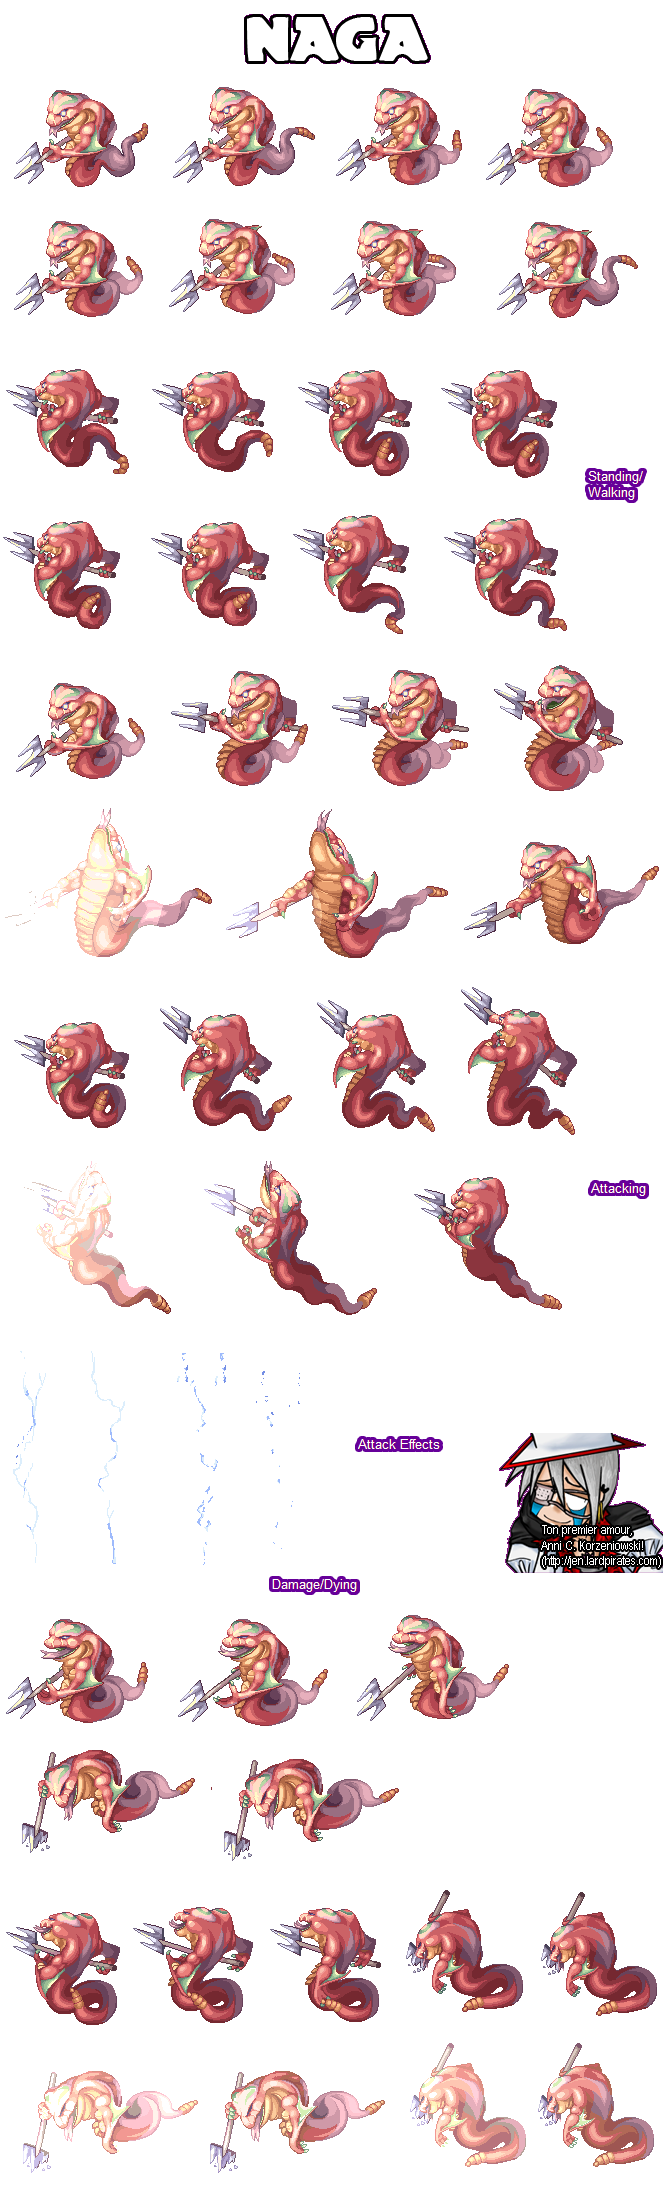 NAGA
Standing/
Walking
Attacking
Attack Effects
Ton premier amour,
Anni C. Korzeniowski!
(http://jen.lardpirates.com)
Damage/Dying